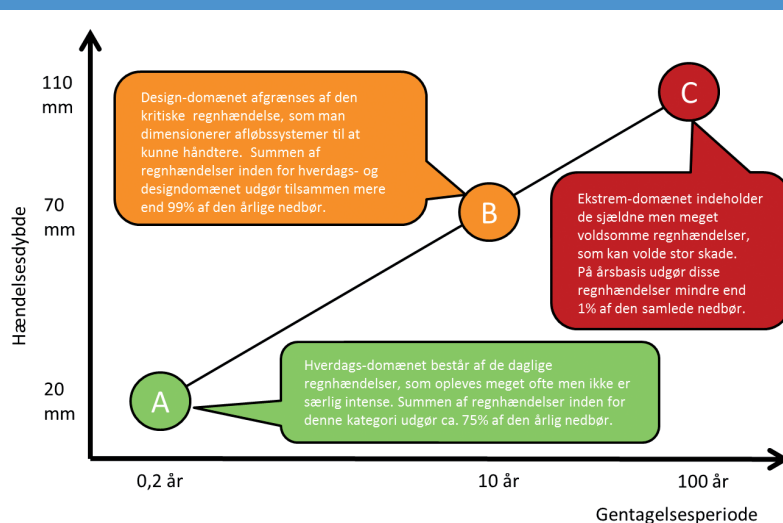 Hændelsesdybde
110
mm
70
mm
20
mm
Design-domænet afgrænses af den
kritiske regnhændelse, som man
dimensionerer afløbssystemer til at
kunne håndtere. Summen af
regnhændelser inden for hverdags- og
designdomænet udgør tilsammen mere
end 99% af den årlige nedbør.
C
B
Ekstrem-domænet indeholder
de sjældne men meget
voldsomme regnhændelser,
som kan volde stor skade.
På årsbasis udgør disse
regnhændelser mindre end
1% af den samlede nedbør.
A
Hverdags-domænet består af de daglige
regnhændelser, som opleves meget ofte men ikke er
særlig intense. Summen af regnhændelser inden for
denne kategori udgør ca. 75% af den årlig nedbør.
0,2 år
10 år
100 år
Gentagelsesperiode